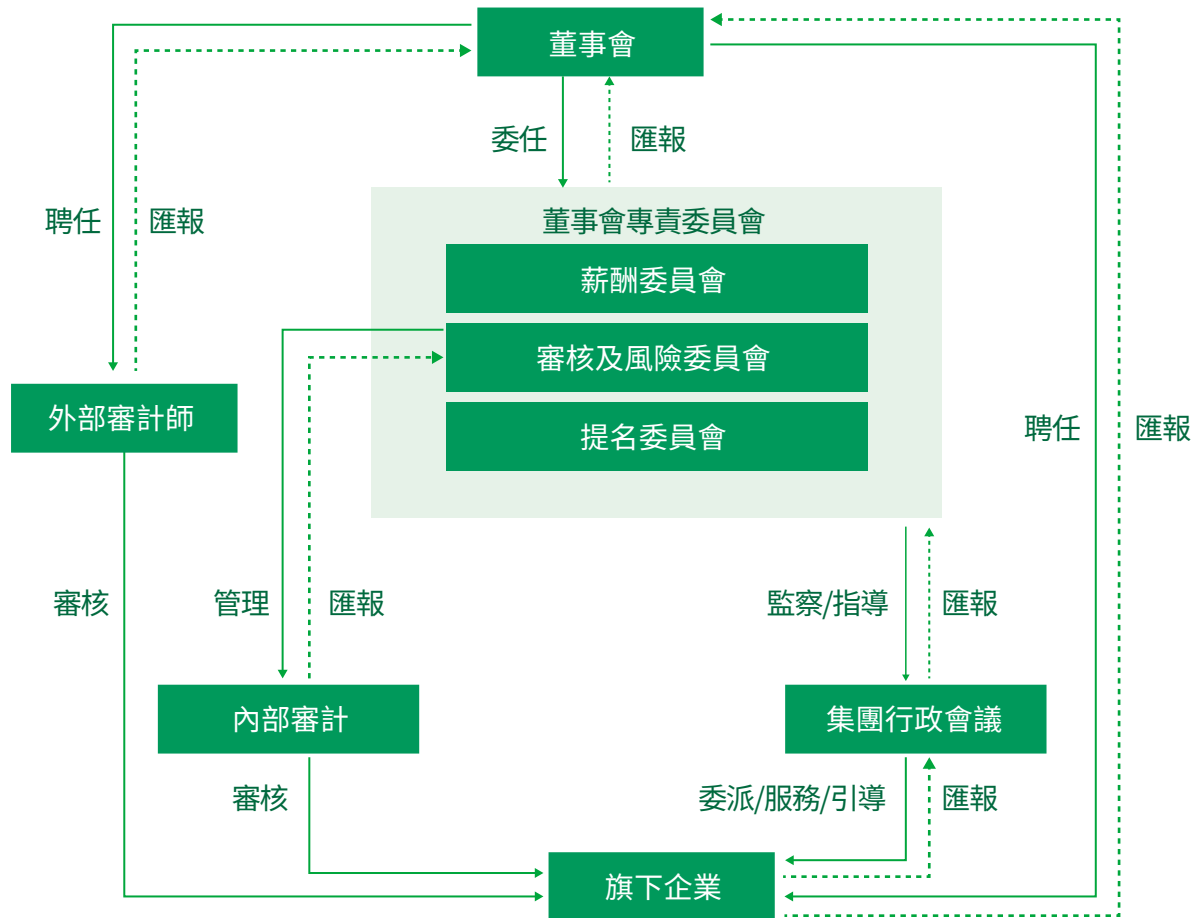 董事會
委任
匯報
聘任
匯報
董事會專責委員會
薪酬委員會
審核及風險委員會
提名委員會
外部審計師
聘任
匯報
審核
管理
匯報
監察/指導
匯報
內部審計
集團行政會議
審核
委派/服務/引導
匯報
旗下企業